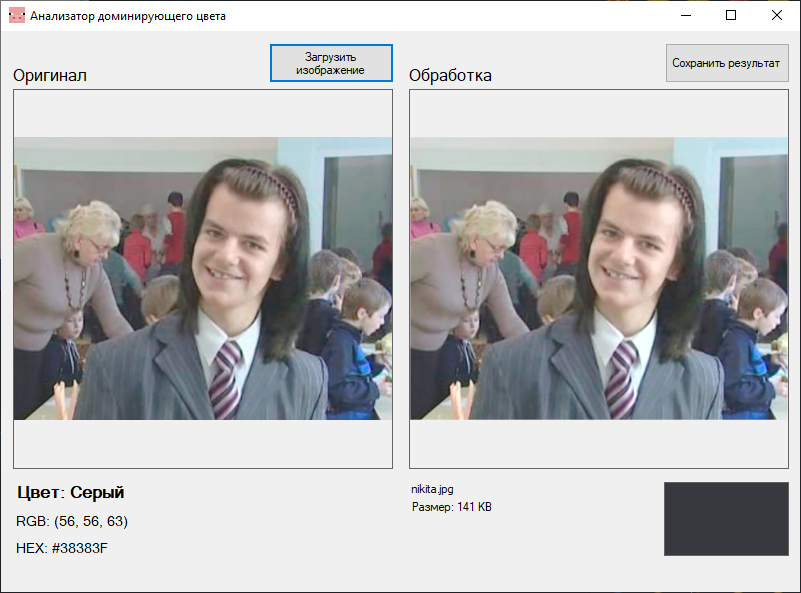 Анализатор доминирующего цвета
Оригинал
Загрузить
изображение
Обработка
Сохранить результат
Цвет: Серый
RGB: (56, 56, 63)
HEX: #38383F
nikita.jpg
Размер: 141 KB